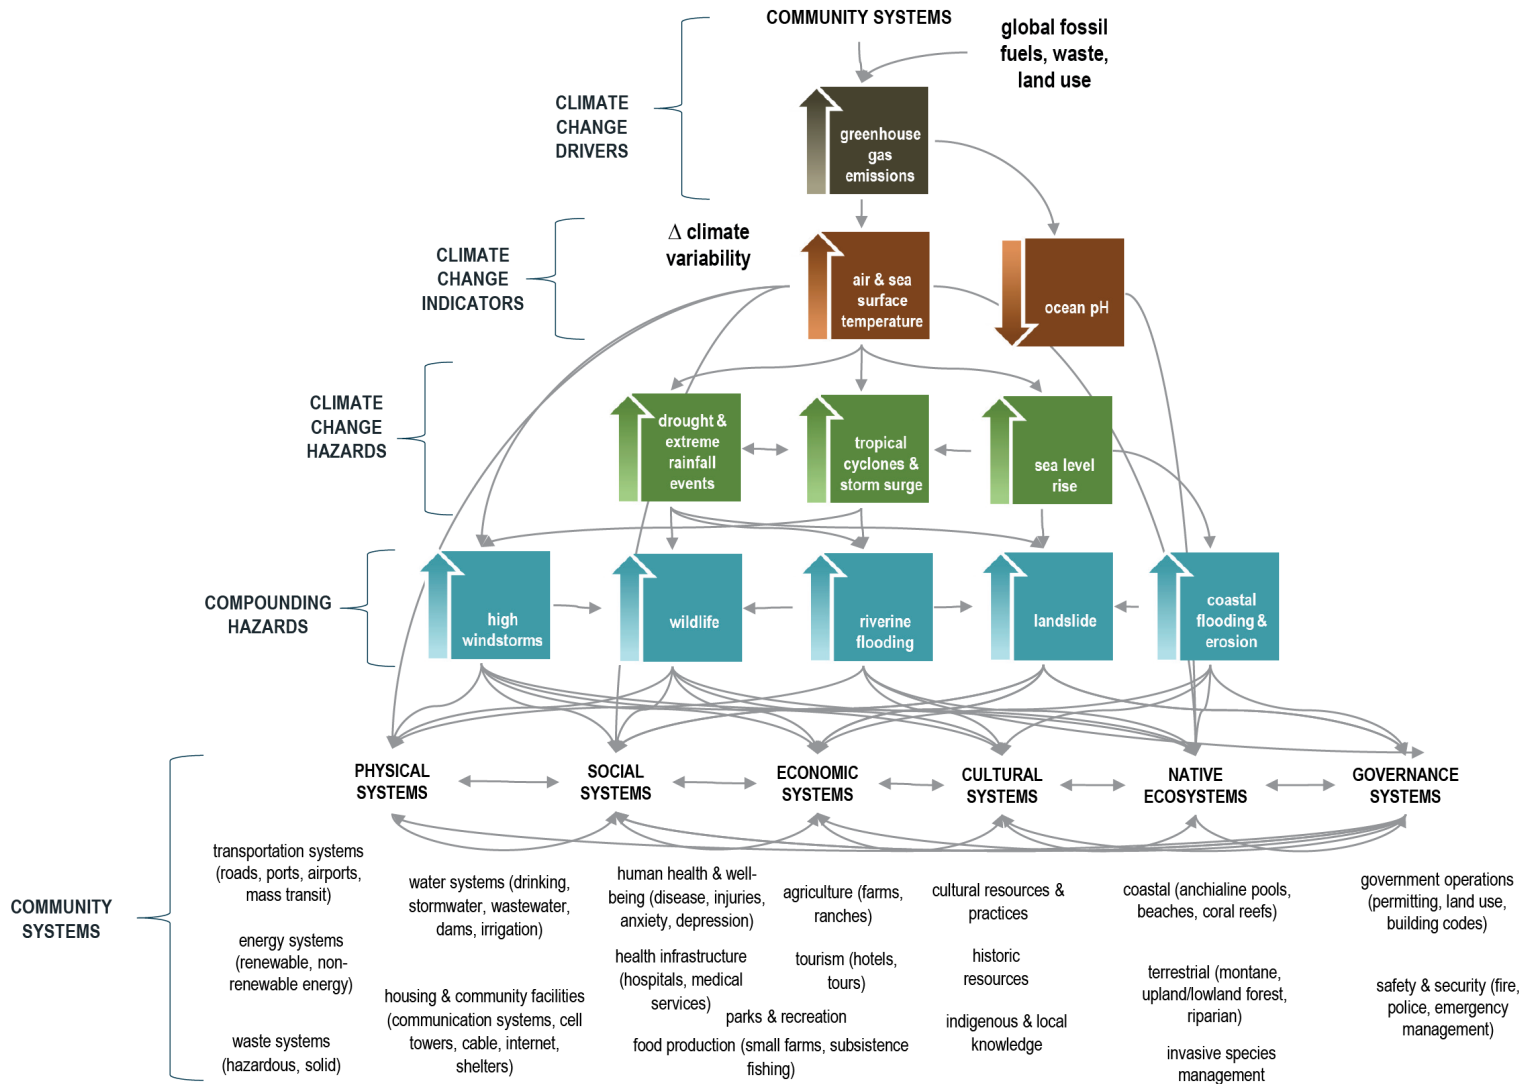 COMMUNITY SYSTEMS
global fossil
fuels, waste,
land use
CLIMATE
CHANGE
DRIVERS
greenhouse
gas
emissions
CLIMATE
CHANGE
INDICATORS
Δ climate
variability
air & sea
surface
temperature
ocean pH
CLIMATE
CHANGE
HAZARDS
drought &
extreme
rainfall
events
tropical
cyclones &
storm surge
sea level
rise
COMPOUNDING
HAZARDS
high
windstorms
wildlife
riverine
flooding
landslide
coastal
flooding &
erosion
PHYSICAL
SYSTEMS
SOCIAL
SYSTEMS
ECONOMIC
SYSTEMS
CULTURAL
SYSTEMS
NATIVE
ECOSYSTEMS
GOVERNANCE
SYSTEMS
COMMUNITY
SYSTEMS
transportation systems
(roads, ports, airports,
mass transit)
energy systems
(renewable, non-
renewable energy)
waste systems
(hazardous, solid)
water systems (drinking,
stormwater, wastewater,
dams, irrigation)
housing & community facilities
(communication systems, cell
towers, cable, internet,
shelters)
human health & well-
being (disease, injuries,
anxiety, depression)
health infrastructure
(hospitals, medical
services)
parks & recreation
food production (small farms, subsistence
fishing)
agriculture (farms,
ranches)
tourism (hotels,
tours)
cultural resources &
practices
historic
resources
indigenous & local
knowledge
coastal (anchialine pools,
beaches, coral reefs)
terrestrial (montane,
upland/lowland forest,
riparian)
invasive species
management
government operations
(permitting, land use,
building codes)
safety & security (fire,
police, emergency
management)